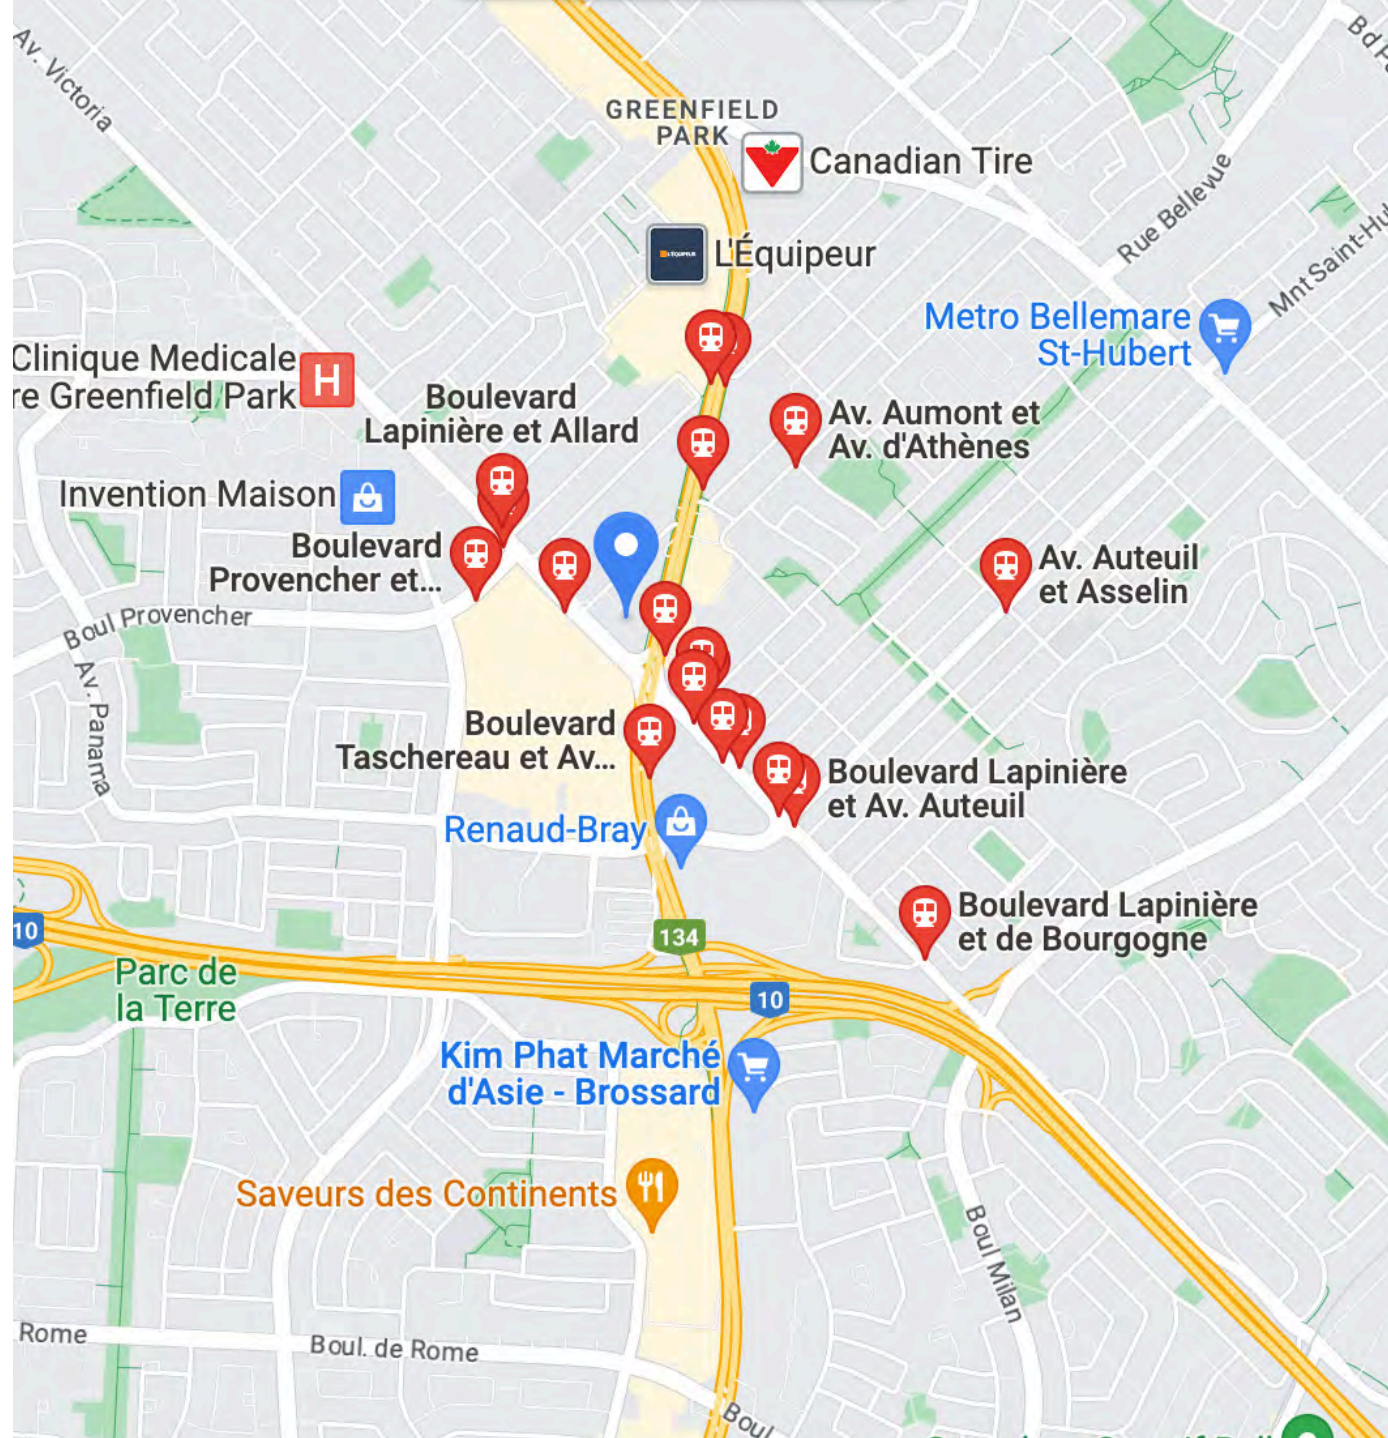 Av. Victoria
Bd
GREENFIELD
PARK
Canadian Tire
Rue Bellevue
L'Équipeur
L'ÉQUIPEUR
Metro Bellemare
St-Hubert
Clinique Medicale
re Greenfield Park
H
Boulevard
Lapinière et Allard
Av. Aumont et
Av. d'Athènes
Invention Maison
Boulevard
Provencher et...
Av. Auteuil
et Asselin
Boul Provencher
Av. Panama
Boulevard
Taschereau et Av...
Boulevard Lapinière
et Av. Auteuil
Renaud-Bray
Boulevard Lapinière
et de Bourgogne
10
134
Parc de
la Terre
10
Kim Phat Marché
d'Asie - Brossard
Saveurs des Continents
Boul Milan
Rome
Boul. de Rome
Boul